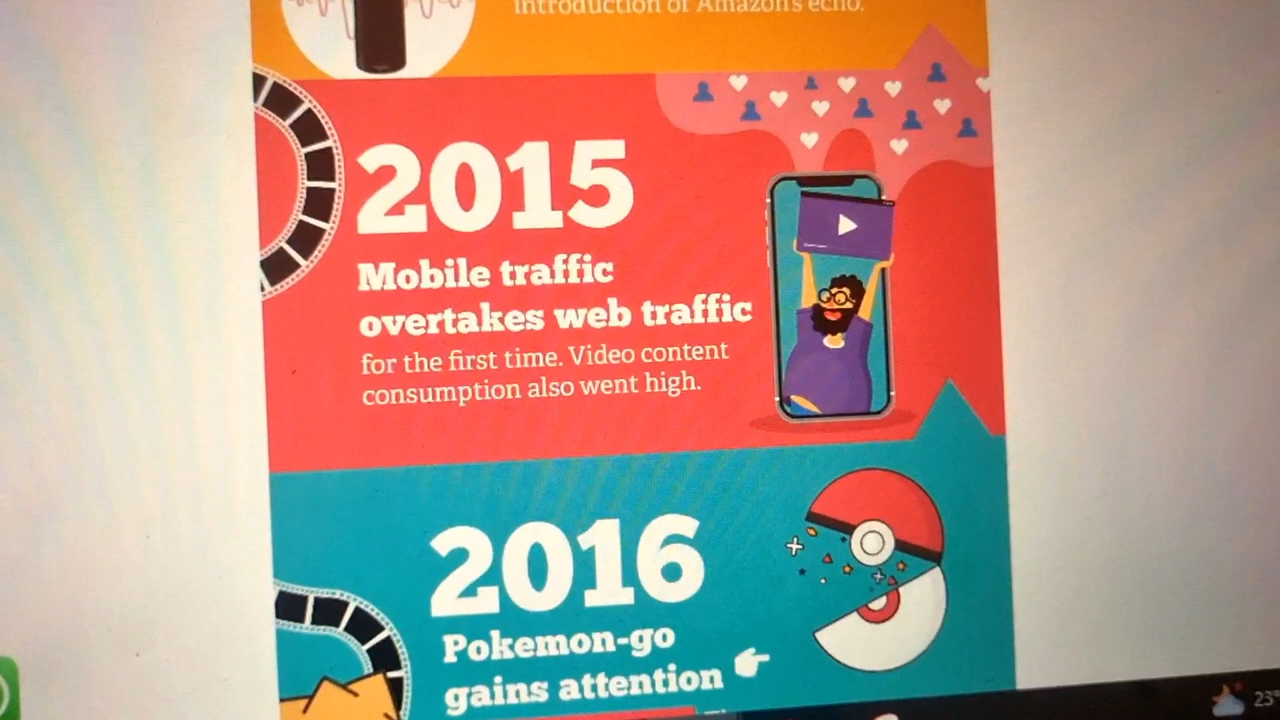 introduction of Amazon's echo.
2015
Mobile traffic
overtakes web traffic
for the first time. Video content
consumption also went high.
2016
Pokemon-go
gains attention
23°